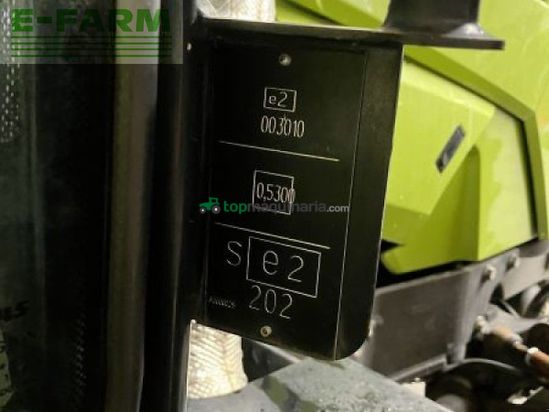 E-FARM
e2
003010
0,5300
topmaquinaria.com
s e2
202